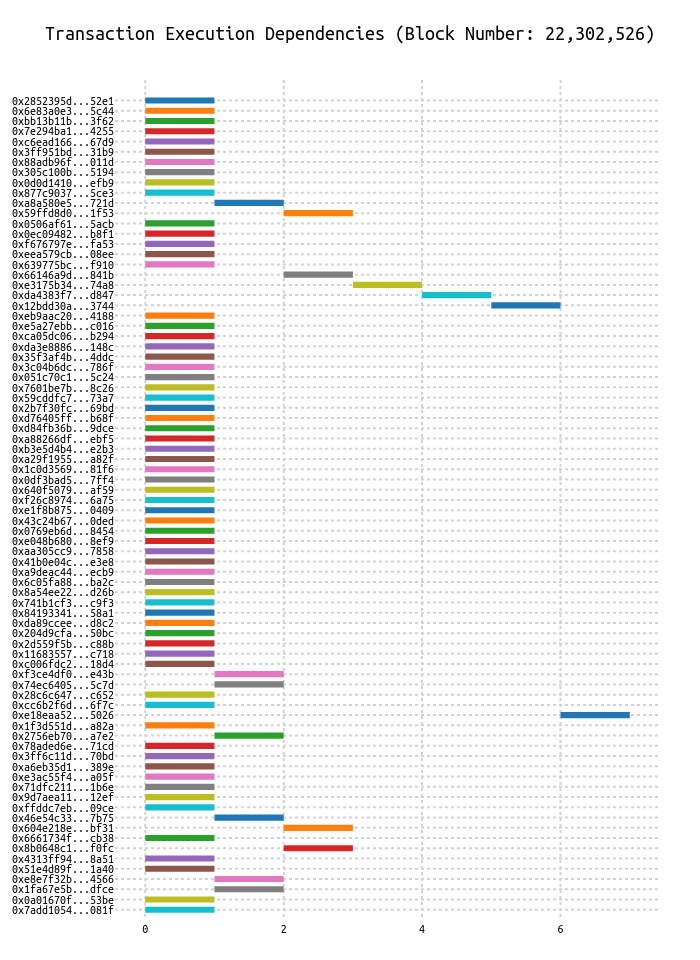 Transaction Execution Dependencies (Block Number: 22,302,526)
0x2852395d...52e1
0x6e83a0e3...5c44
0xbb13b11b...3f62
0x7e294ba1...4255
0xc6ead166...67d9
0x3ff951bd...31b9
0x88adb96f...011d
0x305c100b...5194
0x0d0d1410...efb9
0x877c9037...5ce3
0xa8a580e5...721d
0x59ffd8d0...1f53
0x0506af61...5acb
0x0ec09482...b8f1
0xf676797e...fa53
0xeea579cb...08ee
0x639775bc...f910
0x66146a9d...841b
0xe3175b34...74a8
0xda4383f7...d847
0x12bdd30a...3744
0xeb9aac20...4188
0xe5a27ebb...c016
0xca05dc06...b294
0xda3e8886...148c
0x35f3af4b...4ddc
0x3c04b6dc...786f
0x051c70c1...5c24
0x7601be7b...8c26
0x59cddfc7...73a7
0x2b7f30fc...69bd
0xd76405ff...b68f
0xd84fb36b...9dce
0xa88266df...ebf5
0xb3e5d4b4...e2b3
0xa29f1955...a82f
0x1c0d3569...81f6
0x0df3bad5...7ff4
0x640f5079...af59
0xf26c8974...6a75
0xe1f8b875...0409
0x43c24b67...0ded
0x0769eb6d...8454
0xe048b680...8ef9
0xaa305cc9...7858
0x41b0e04c...e3e8
0xa9deac44...ecb9
0x6c05fa88...ba2c
0x8a54ee22...d26b
0x741b1cf3...c9f3
0x84193341...58a1
0xda89ccee...d8c2
0x204d9cfa...50bc
0x2d559f5b...c88b
0x11683557...c718
0xc006fdc2...18d4
0xf3ce4df0...e43b
0x74ec6405...5c7d
0x28c6c647...c652
0xcc6b2f6d...6f7c
0xe18eaa52...5026
0x1f3d551d...a82a
0x2756eb70...a7e2
0x78aded6e...71cd
0x3ff6c11d...70bd
0xa6eb35d1...389e
0xe3ac55f4...a05f
0x71dfc211...1b6e
0x9d7aea11...12ef
0xffddc7eb...09ce
0x46e54c33...7b75
0x604e218e...bf31
0x6661734f...cb38
0x8b0648c1...f0fc
0x4313ff94...8a51
0x51e4d89f...1a40
0xe8e7f32b...4566
0x1fa67e5b...dfce
0x0a01670f...53be
0x7add1054...081f
0 2 4 6